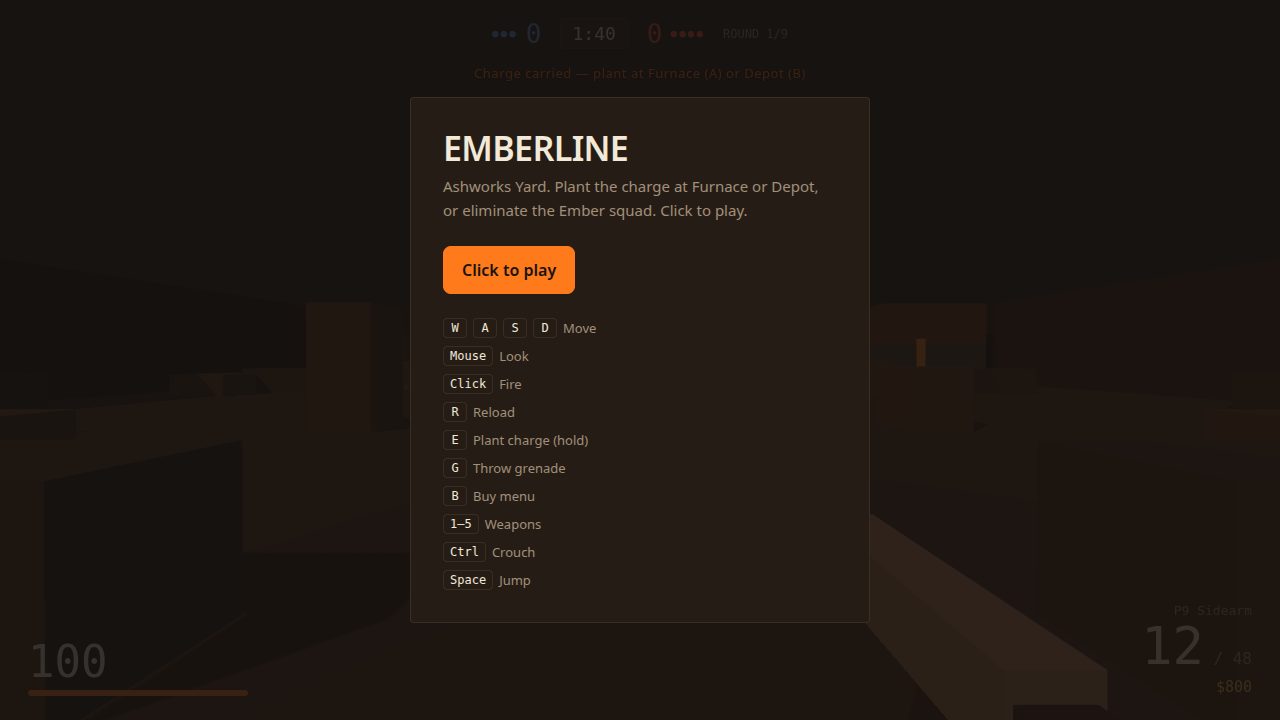 0 1:40 0 ROUND 1/9
Charge carried — plant at Furnace (A) or Depot (B)
EMBERLINE
Ashworks Yard. Plant the charge at Furnace or Depot,
or eliminate the Ember squad. Click to play.
Click to play
W A S D Move
Mouse Look
Click Fire
R Reload
E Plant charge (hold)
G Throw grenade
B Buy menu
1–5 Weapons
Ctrl Crouch
Space Jump
100
P9 Sidearm
12 / 48
$800